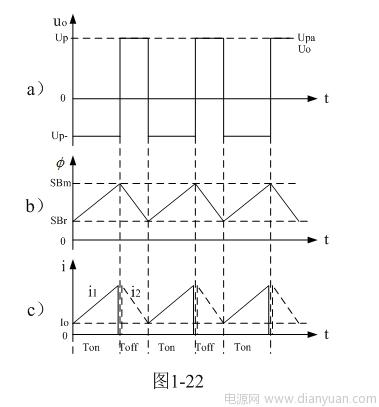 uo
Up
Upa
Uo
a）
0
t
Up-
ϕ
SBm
b）
SBr
0
t
i
i1
i2
c）
Io
0
t
Ton
Toff
Ton
Toff
Ton
图1-22
电源网 www.dianyuan.com